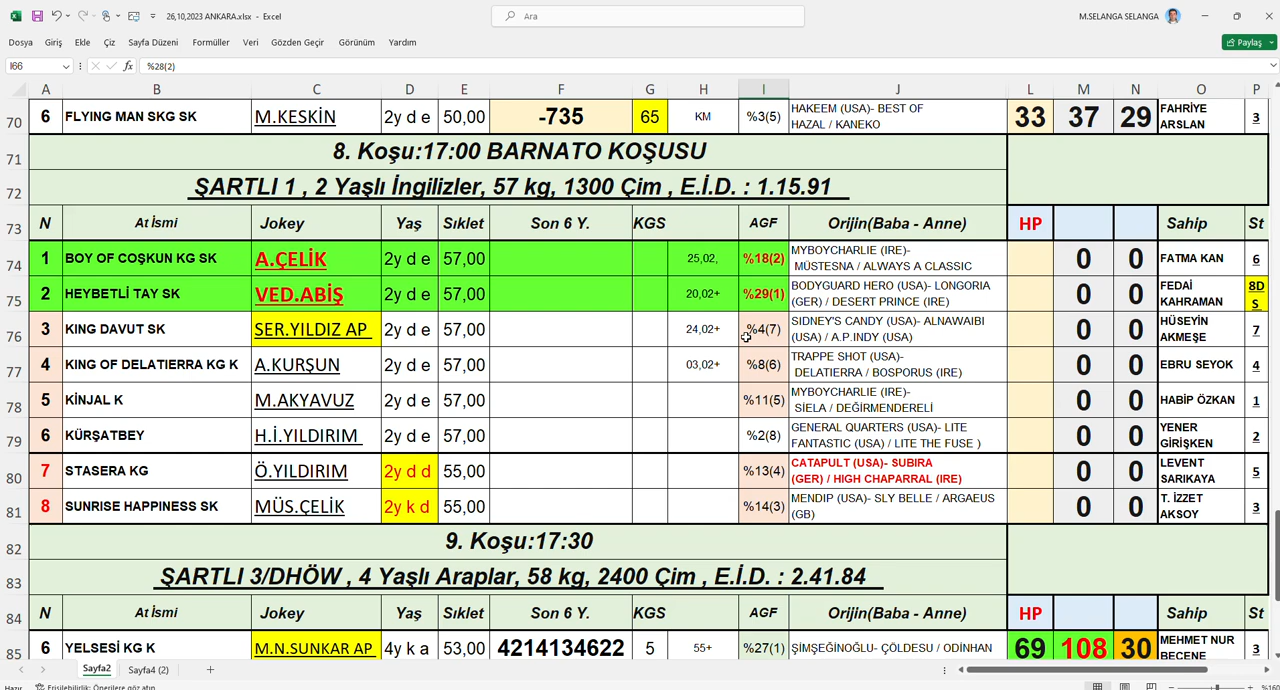 26,10,2023 ANKARA.xlsx - Excel
Ara
M.SELANGA SELANGA
Dosya Giriş Ekle Çiz Sayfa Düzeni Formüller Veri Gözden Geçir Görünüm Yardım
Paylaş
I66 fx %28(2)
A B C D E F G H I J L M N O P
70 6 FLYING MAN SKG SK M.KESKİN 2y d e 50,00 -735 65 KM %3(5) HAKEEM (USA)- BEST OF 33 37 29 FAHRİYE 3
HAZAL / KANEKO ARSLAN
71 8. Koşu:17:00 BARNATO KOŞUSU
72 ŞARTLI 1 , 2 Yaşlı İngilizler, 57 kg, 1300 Çim , E.İ.D. : 1.15.91
73 N At İsmi Jokey Yaş Sıklet Son 6 Y. KGS AGF Orijin(Baba - Anne) HP Sahip St
74 1 BOY OF COŞKUN KG SK A.ÇELİK 2y d e 57,00 25,02, %18(2) MYBOYCHARLIE (IRE)- 0 0 FATMA KAN 6
MÜSTESNA / ALWAYS A CLASSIC
75 2 HEYBETLİ TAY SK VED.ABİŞ 2y d e 57,00 20,02+ %29(1) BODYGUARD HERO (USA)- LONGORIA 0 0 FEDAİ 8D
(GER) / DESERT PRINCE (IRE) KAHRAMAN S
76 3 KING DAVUT SK SER.YILDIZ AP 2y d e 57,00 24,02+ %4(7) SIDNEY'S CANDY (USA)- ALNAWAIBI 0 0 HÜSEYİN 7
(USA) / A.P.INDY (USA) AKMEŞE
77 4 KING OF DELATIERRA KG K A.KURŞUN 2y d e 57,00 03,02+ %8(6) TRAPPE SHOT (USA)- 0 0 EBRU SEYOK 4
DELATIERRA / BOSPORUS (IRE)
78 5 KİNJAL K M.AKYAVUZ 2y d e 57,00 %11(5) MYBOYCHARLIE (IRE)- 0 0 HABİP ÖZKAN 1
SİELA / DEĞİRMENDERELİ
79 6 KÜRŞATBEY H.İ.YILDIRIM 2y d e 57,00 %2(8) GENERAL QUARTERS (USA)- LITE 0 0 YENER 2
FANTASTIC (USA) / LITE THE FUSE ) GİRİŞKEN
80 7 STASERA KG Ö.YILDIRIM 2y d d 55,00 %13(4) CATAPULT (USA)- SUBIRA 0 0 LEVENT 5
(GER) / HIGH CHAPARRAL (IRE) SARIKAYA
81 8 SUNRISE HAPPINESS SK MÜS.ÇELİK 2y k d 55,00 %14(3) MENDIP (USA)- SLY BELLE / ARGAEUS 0 0 T. İZZET 3
(GB) AKSOY
82 9. Koşu:17:30
83 ŞARTLI 3/DHÖW , 4 Yaşlı Araplar, 58 kg, 2400 Çim , E.İ.D. : 2.41.84
84 N At İsmi Jokey Yaş Sıklet Son 6 Y. KGS AGF Orijin(Baba - Anne) HP Sahip St
85 6 YELSESİ KG K M.N.SUNKAR AP 4y k a 53,00 4214134622 5 55+ %27(1) ŞİMŞEĞİNOĞLU- ÇÖLDESU / ODİNHAN 69 108 30 MEHMET NUR 3
BECENE
Sayfa2 Sayfa4 (2)
Hazır Erişilebilirlik: Önerilere göz atın %160